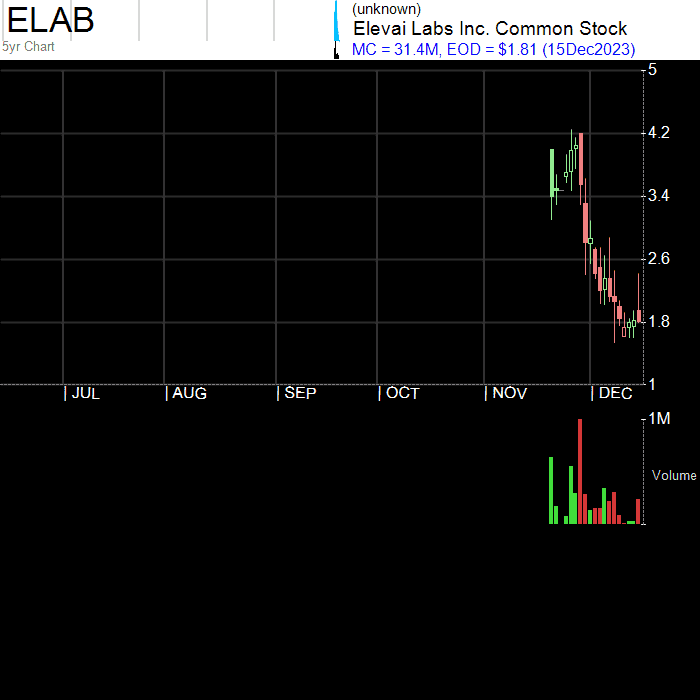 ELAB
5yr Chart
(unknown)
Elevai Labs Inc. Common Stock
MC = 31.4M, EOD = $1.81 (15Dec2023)
5
4.2
3.4
2.6
1.8
1
| JUL | AUG | SEP | OCT | NOV | DEC
1M
Volume